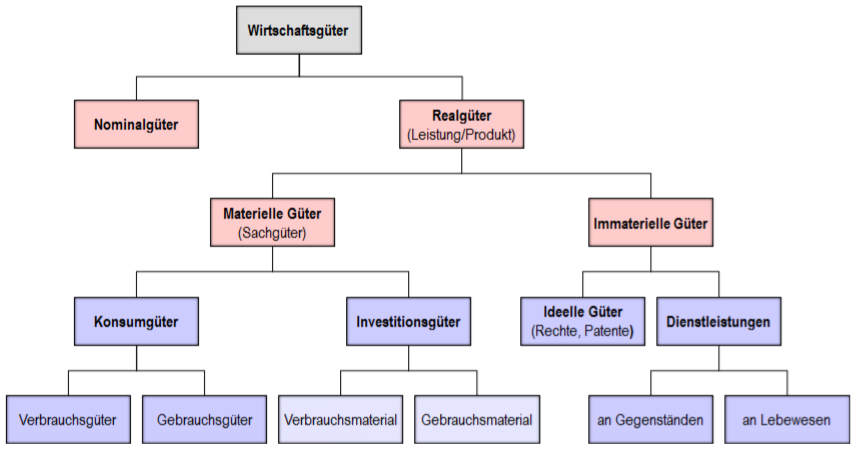 Wirtschaftsgüter
Nominalgüter
Realgüter
(Leistung/Produkt)
Materielle Güter
(Sachgüter)
Immaterielle Güter
Konsumgüter
Investitionsgüter
Ideelle Güter
(Rechte, Patente)
Dienstleistungen
Verbrauchsgüter
Gebrauchsgüter
Verbrauchsmaterial
Gebrauchsmaterial
an Gegenständen
an Lebewesen